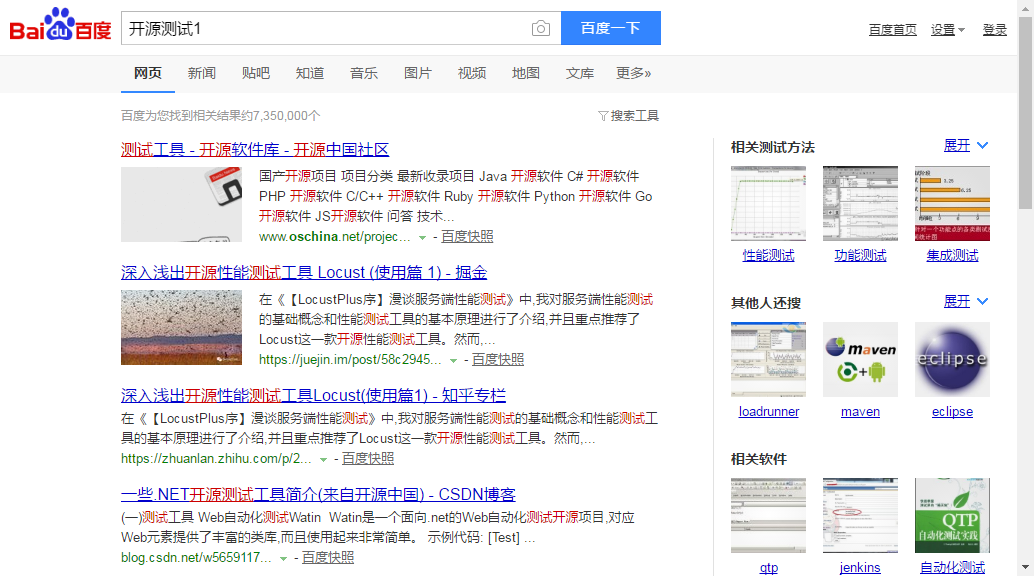 Bai du 百度
开源测试1
百度一下
百度首页 设置 登录
网页 新闻 贴吧 知道 音乐 图片 视频 地图 文库 更多»
百度为您找到相关结果约7,350,000个
搜索工具
测试工具 - 开源软件库 - 开源中国社区
国产开源项目 项目分类 最新收录项目 Java 开源软件 C# 开源软件
PHP 开源软件 C/C++ 开源软件 Ruby 开源软件 Python 开源软件 Go
开源软件 JS开源软件 问答 技术...
www.oschina.net/projec... - 百度快照
深入浅出开源性能测试工具 Locust (使用篇 1) - 掘金
在《【LocustPlus序】漫谈服务端性能测试》中,我对服务端性能测试
的基础概念和性能测试工具的基本原理进行了介绍,并且重点推荐了
Locust这一款开源性能测试工具。然而,...
https://juejin.im/post/58c2945... - 百度快照
深入浅出开源性能测试工具Locust(使用篇1) - 知乎专栏
在《【LocustPlus序】漫谈服务端性能测试》中,我对服务端性能测试的基础概念和性能测试工
具的基本原理进行了介绍,并且重点推荐了Locust这一款开源性能测试工具。然而,...
https://zhuanlan.zhihu.com/p/2... - 百度快照
一些.NET开源测试工具简介(来自开源中国) - CSDN博客
(一)测试工具 Web自动化测试Watin Watin是一个面向.net的Web自动化测试开源项目,对应
Web元素提供了丰富的类库,而且使用起来非常简单。 示例代码: [Test] ...
blog.csdn.net/w5659117... - 百度快照
相关测试方法
展开
性能测试 功能测试 集成测试
其他人还搜
展开
maven
eclipse
loadrunner maven eclipse
相关软件
QTP
自动化测试实践
qtp jenkins 自动化测试